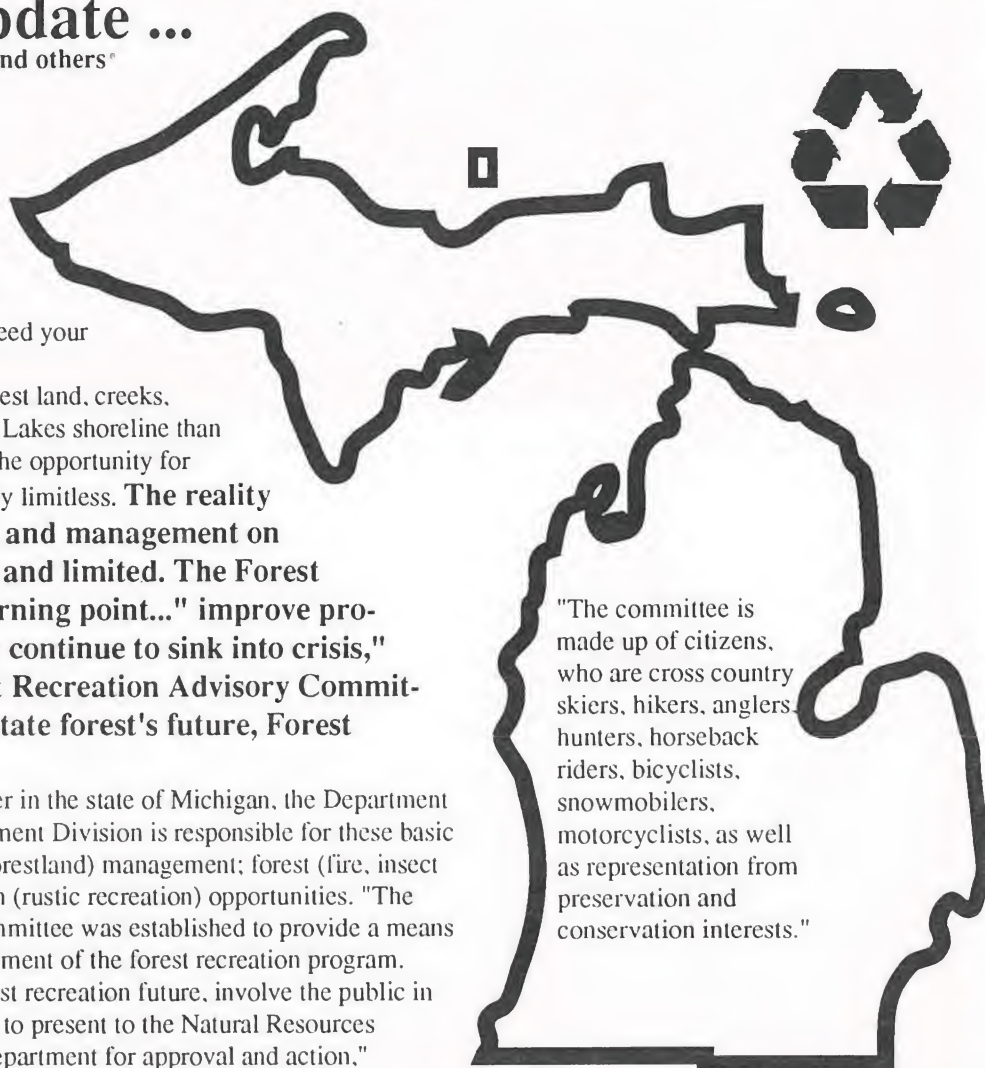 pdate ...
nd others
eed your
est land, creeks,
Lakes shoreline than
he opportunity for
y limitless. The reality
and management on
and limited. The Forest
rning point..." improve pro-
continue to sink into crisis,"
Recreation Advisory Commit-
tate forest's future, Forest
er in the state of Michigan, the Department
ment Division is responsible for these basic
orestland) management; forest (fire, insect
n (rustic recreation) opportunities. "The
mmittee was established to provide a means
ment of the forest recreation program.
st recreation future, involve the public in
to present to the Natural Resources
epartment for approval and action,"
"The committee is
made up of citizens,
who are cross country
skiers, hikers, anglers,
hunters, horseback
riders, bicyclists,
snowmobilers,
motorcyclists, as well
as representation from
preservation and
conservation interests."